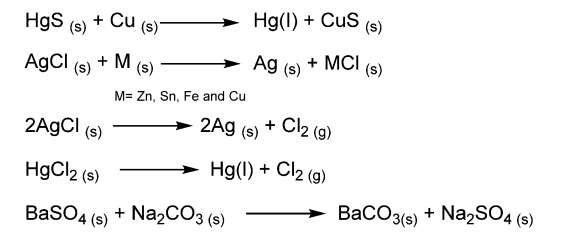 HgS (s) + Cu (s) ⟶ Hg(l) + CuS (s)
AgCl (s) + M (s) ⟶ Ag (s) + MCl (s)
M= Zn, Sn, Fe and Cu
2AgCl (s) ⟶ 2Ag (s) + Cl₂ (g)
HgCl₂ (s) ⟶ Hg(l) + Cl₂ (g)
BaSO₄ (s) + Na₂CO₃ (s) ⟶ BaCO₃(s) + Na₂SO₄ (s)